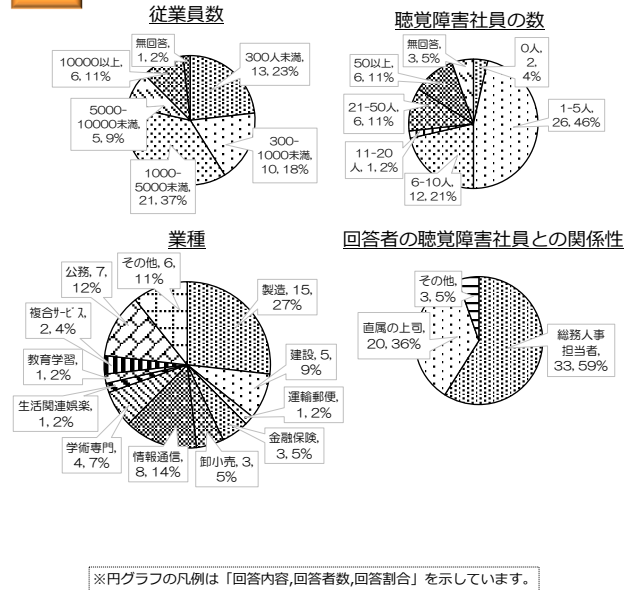 従業員数
無回答,
1, 2%
300人未満,
13, 23%
300-
1000未満,
10, 18%
1000-
5000未満,
21, 37%
5000-
10000未満,
5, 9%
10000以上,
6, 11%
聴覚障害社員の数
無回答,
3, 5%
0人,
2,
4%
1-5人,
26, 46%
6-10人,
12, 21%
11-20
人, 1, 2%
21-50人,
6, 11%
50以上,
6, 11%
業種
その他, 6,
11%
製造, 15,
27%
建設, 5,
9%
運輸郵便,
1, 2%
金融保険,
3, 5%
卸小売, 3,
5%
情報通信,
8, 14%
学術専門,
4, 7%
生活関連娯楽,
1, 2%
教育学習,
1, 2%
複合サービス,
2, 4%
公務, 7,
12%
回答者の聴覚障害社員との関係性
その他,
3, 5%
総務人事
担当者,
33, 59%
直属の上司,
20, 36%
※円グラフの凡例は「回答内容,回答者数,回答割合」を示しています。